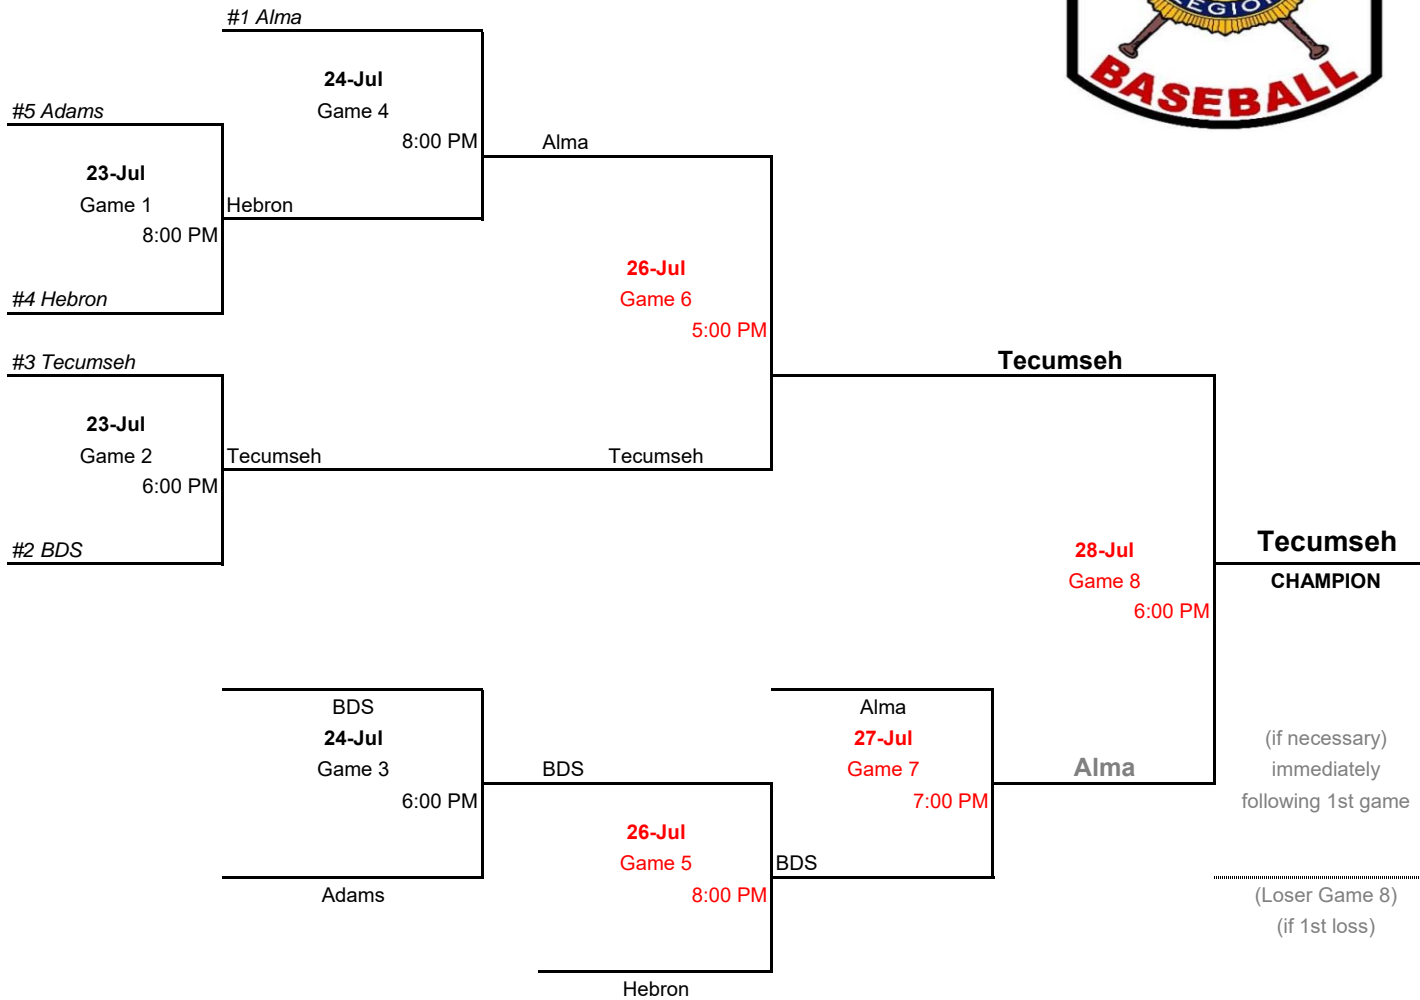 #1 Alma
LEGION
BASEBALL
24-Jul
Game 4
8:00 PM
#5 Adams
Alma
23-Jul
Game 1
8:00 PM
Hebron
#4 Hebron
26-Jul
Game 6
5:00 PM
#3 Tecumseh
Tecumseh
23-Jul
Game 2
6:00 PM
Tecumseh
Tecumseh
#2 BDS
28-Jul
Game 8
6:00 PM
Tecumseh
CHAMPION
BDS
24-Jul
Game 3
6:00 PM
Adams
BDS
Alma
27-Jul
Game 7
7:00 PM
Alma
(if necessary)
immediately
following 1st game
26-Jul
Game 5
8:00 PM
BDS
Hebron
(Loser Game 8)
(if 1st loss)